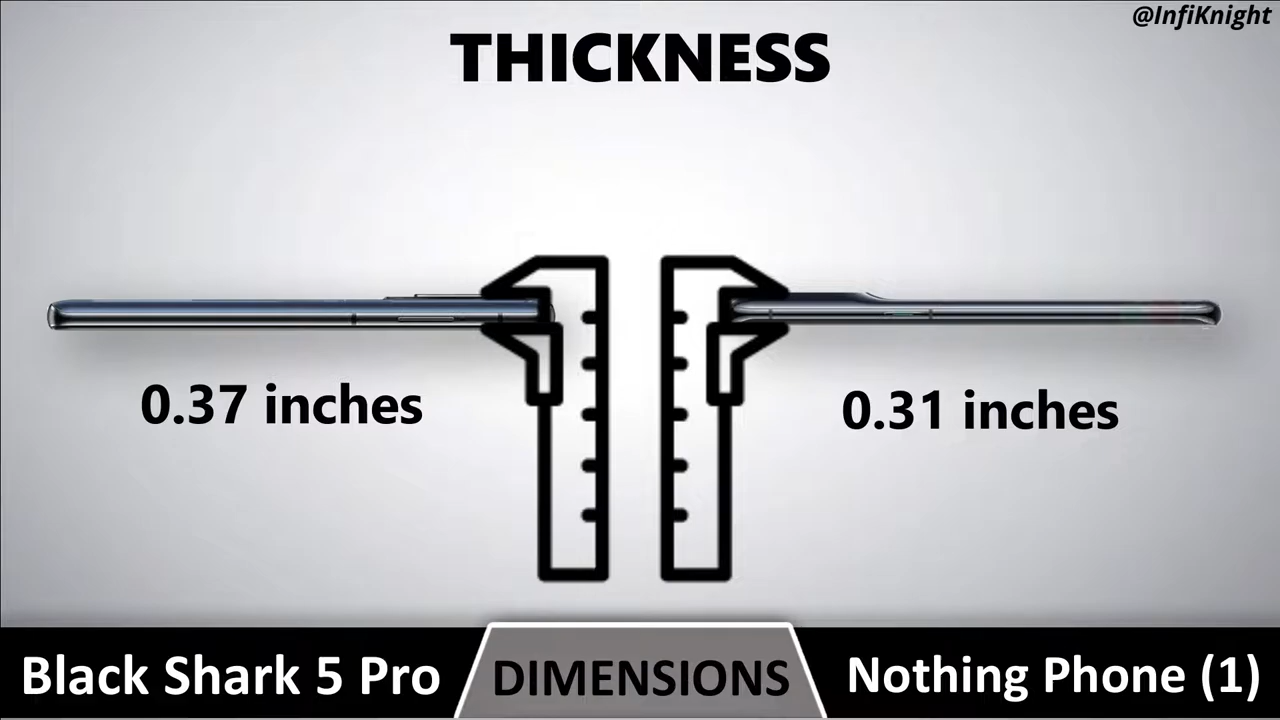 @InfiKnight
THICKNESS
0.37 inches
0.31 inches
Black Shark 5 Pro
DIMENSIONS
Nothing Phone (1)